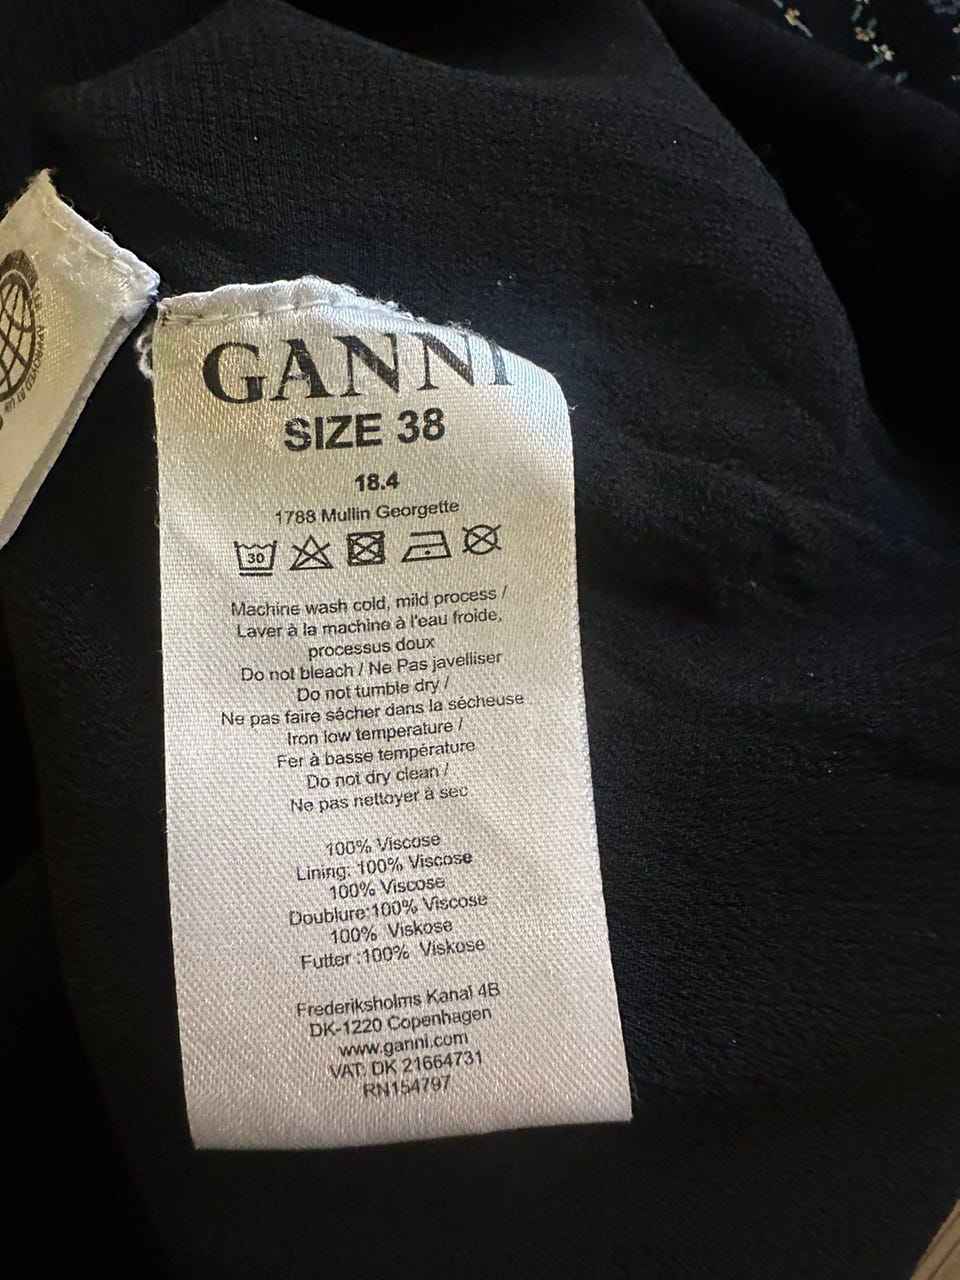 GANNI
SIZE 38
18.4
1788 Mullin Georgette
30
Machine wash cold, mild process /
Laver à la machine à l'eau froide,
processus doux
Do not bleach / Ne Pas javelliser
Do not tumble dry /
Ne pas faire sácher dans la sécheuse
Iron low temperature /
Fer à basse température
Do not dry clean /
Ne pas nettoyer à sec
100% Viscose
Lining: 100% Viscose
100% Viscose
Doublure:100% Viscose
100% Viskose
Futter :100% Viskose
Frederiksholms Kanal 4B
DK-1220 Copenhagen
www.ganni.com
VAT: DK 21664731
RN154797